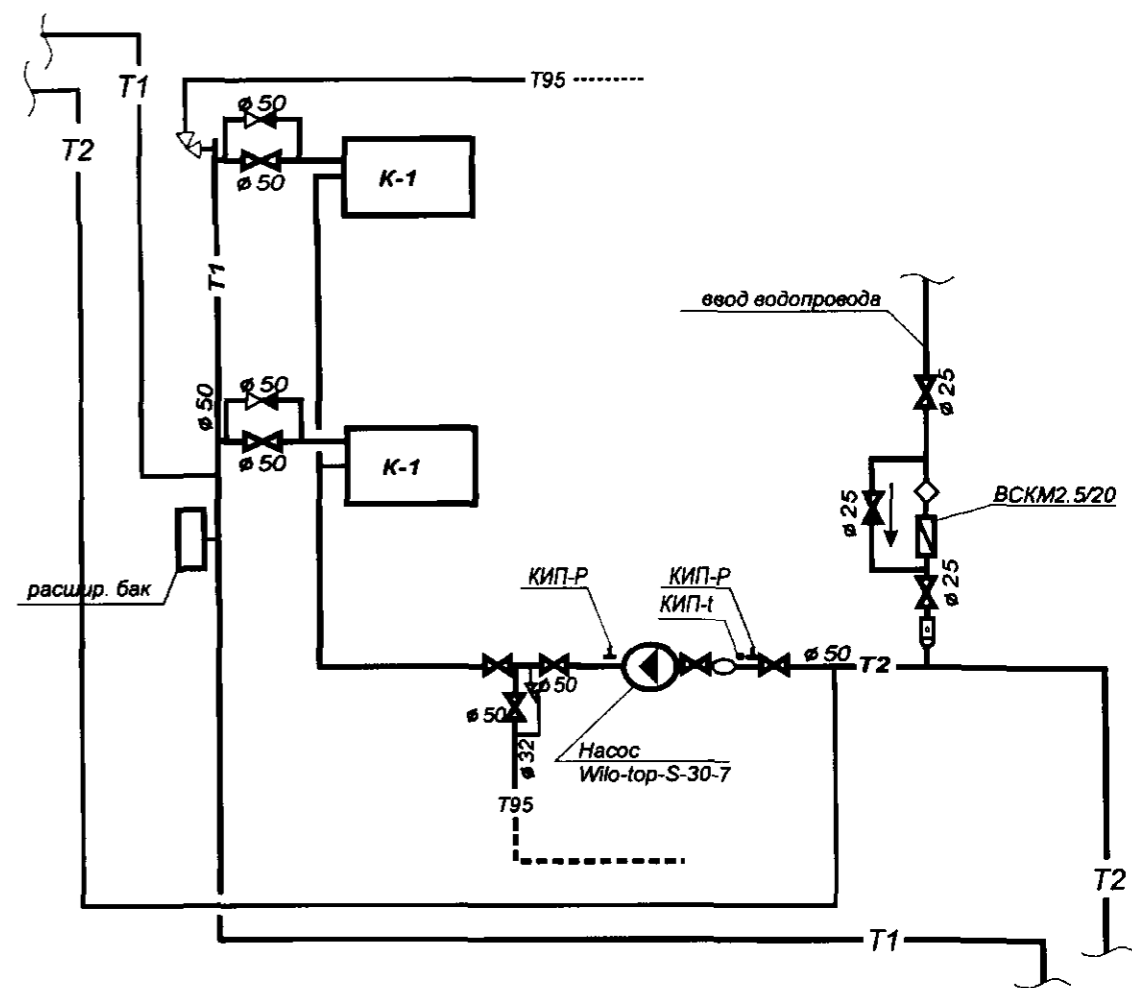 T1
T95
ø 50
T2
ø 50
К-1
T1
ввод водопровода
ø 25
ø 50
ø 50
ø 50
К-1
ВСКМ2.5/20
ø 25
ø 25
расшир. бак
КИП-Р
КИП-Р
КИП-t
ø 50
T2
ø 50
ø 50
ø 32
Насос
Wilo-top-S-30-7
T95
T2
T1